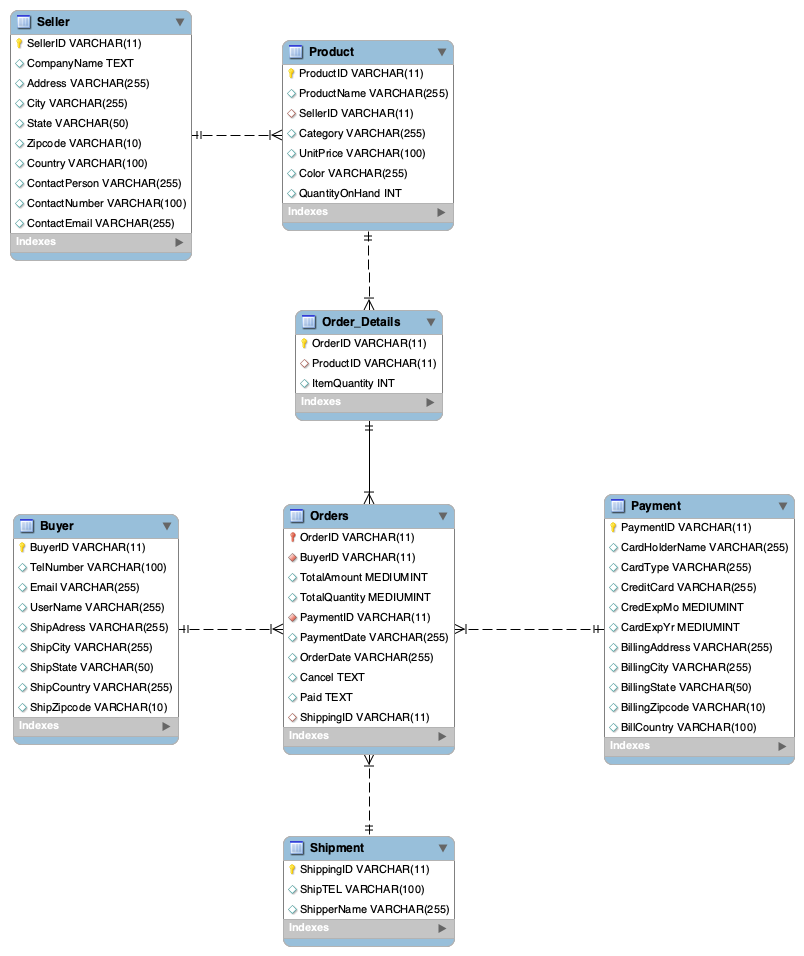 Seller
SellerID VARCHAR(11)
CompanyName TEXT
Address VARCHAR(255)
City VARCHAR(255)
State VARCHAR(50)
Zipcode VARCHAR(10)
Country VARCHAR(100)
ContactPerson VARCHAR(255)
ContactNumber VARCHAR(100)
ContactEmail VARCHAR(255)
Indexes
Product
ProductID VARCHAR(11)
ProductName VARCHAR(255)
SellerID VARCHAR(11)
Category VARCHAR(255)
UnitPrice VARCHAR(100)
Color VARCHAR(255)
QuantityOnHand INT
Indexes
Order_Details
OrderID VARCHAR(11)
ProductID VARCHAR(11)
ItemQuantity INT
Indexes
Buyer
BuyerID VARCHAR(11)
TelNumber VARCHAR(100)
Email VARCHAR(255)
UserName VARCHAR(255)
ShipAdress VARCHAR(255)
ShipCity VARCHAR(255)
ShipState VARCHAR(50)
ShipCountry VARCHAR(255)
ShipZipcode VARCHAR(10)
Indexes
Orders
OrderID VARCHAR(11)
BuyerID VARCHAR(11)
TotalAmount MEDIUMINT
TotalQuantity MEDIUMINT
PaymentID VARCHAR(11)
PaymentDate VARCHAR(255)
OrderDate VARCHAR(255)
Cancel TEXT
Paid TEXT
ShippingID VARCHAR(11)
Indexes
Payment
PaymentID VARCHAR(11)
CardHolderName VARCHAR(255)
CardType VARCHAR(255)
CreditCard VARCHAR(255)
CredExpMo MEDIUMINT
CardExpYr MEDIUMINT
BillingAddress VARCHAR(255)
BillingCity VARCHAR(255)
BillingState VARCHAR(50)
BillingZipcode VARCHAR(10)
BillCountry VARCHAR(100)
Indexes
Shipment
ShippingID VARCHAR(11)
ShipTEL VARCHAR(100)
ShipperName VARCHAR(255)
Indexes